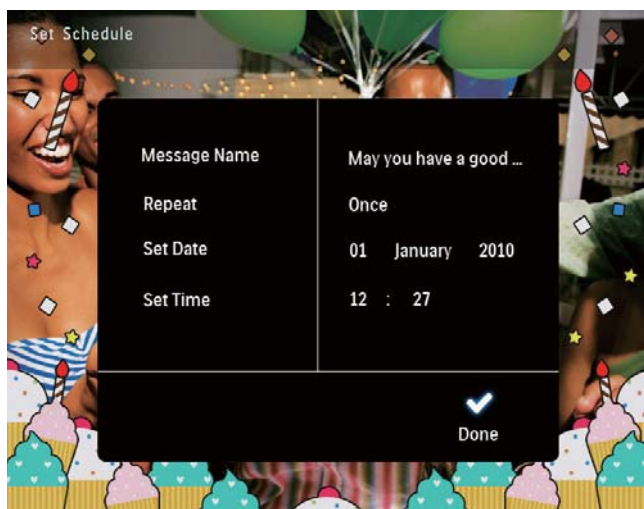 Set Schedule
Message Name May you have a good ...
Repeat Once
Set Date 01 January 2010
Set Time 12 : 27
Done